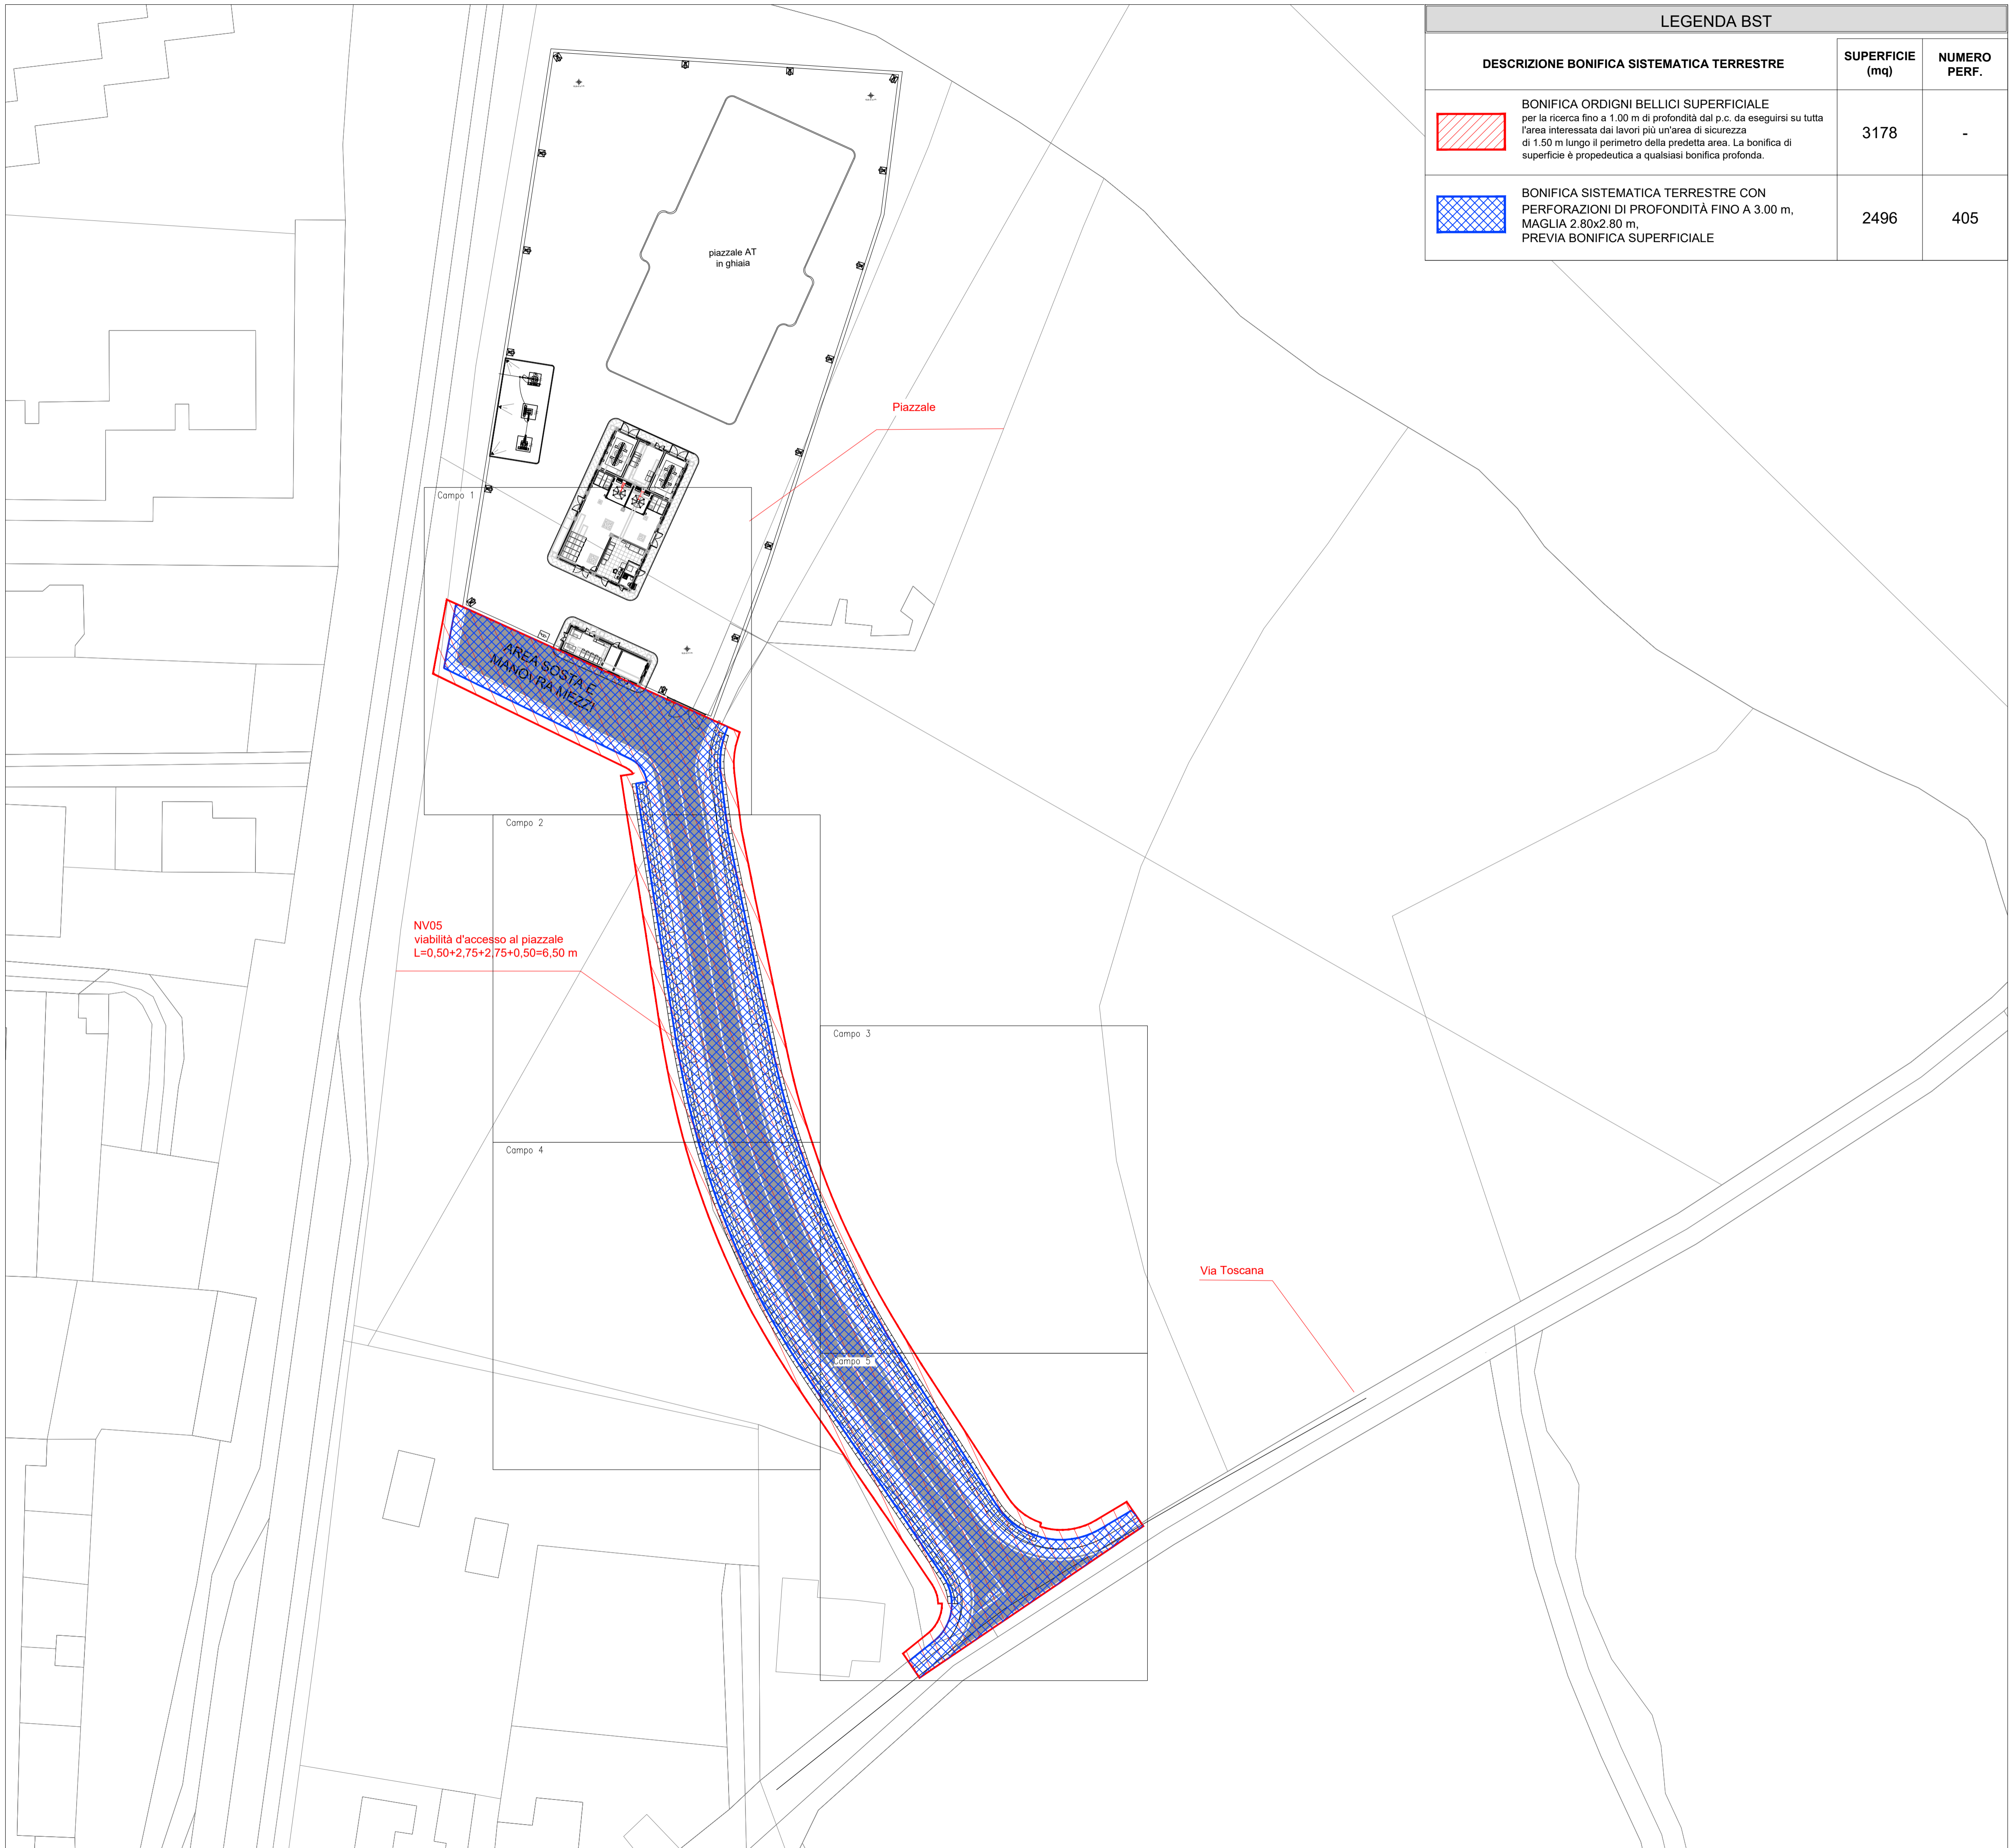 LEGENDA BST
DESCRIZIONE BONIFICA SISTEMATICA TERRESTRE
SUPERFICIE
(mq)
NUMERO
PERF.
BONIFICA ORDIGNI BELLICI SUPERFICIALE
per la ricerca fino a 1.00 m di profondità dal p.c. da eseguirsi su tutta
l'area interessata dai lavori più un'area di sicurezza
di 1.50 m lungo il perimetro della predetta area. La bonifica di
superficie è propedeutica a qualsiasi bonifica profonda.
3178
-
BONIFICA SISTEMATICA TERRESTRE CON
PERFORAZIONI DI PROFONDITÀ FINO A 3.00 m,
MAGLIA 2.80x2.80 m,
PREVIA BONIFICA SUPERFICIALE
2496
405
piazzale AT
in ghiaia
Piazzale
Campo 1
AREA SOSTA E
MANOVRA MEZZI
Campo 2
NV05
viabilità d'accesso al piazzale
L=0,50+2,75+2,75+0,50=6,50 m
Campo 3
Campo 4
Via Toscana
Campo 5